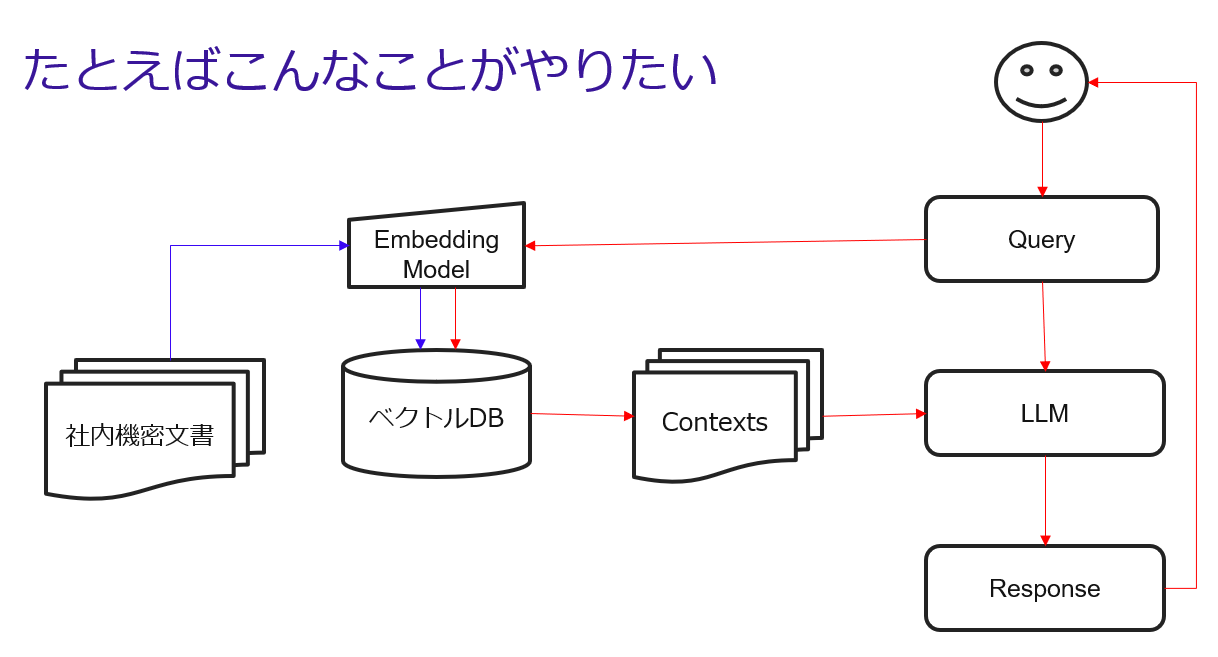 たとえばこんなことがやりたい
Query
Embedding
Model
社内機密文書
ベクトルDB
Contexts
LLM
Response